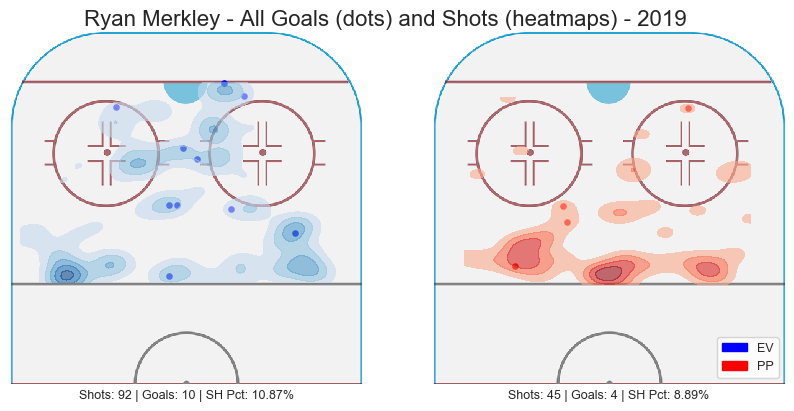 Ryan Merkley - All Goals (dots) and Shots (heatmaps) - 2019
EV
PP
Shots: 92 | Goals: 10 | SH Pct: 10.87%
Shots: 45 | Goals: 4 | SH Pct: 8.89%